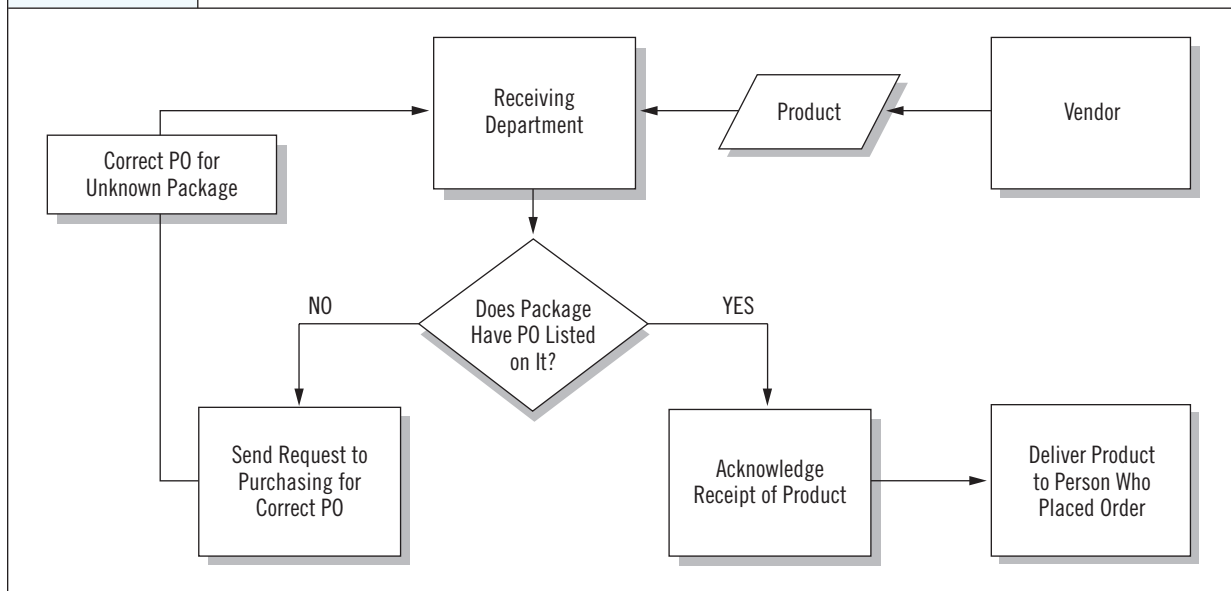 Receiving
Department
Product
Vendor
Correct PO for
Unknown Package
NO
Does Package
Have PO Listed
on It?
YES
Send Request to
Purchasing for
Correct PO
Acknowledge
Receipt of Product
Deliver Product
to Person Who
Placed Order